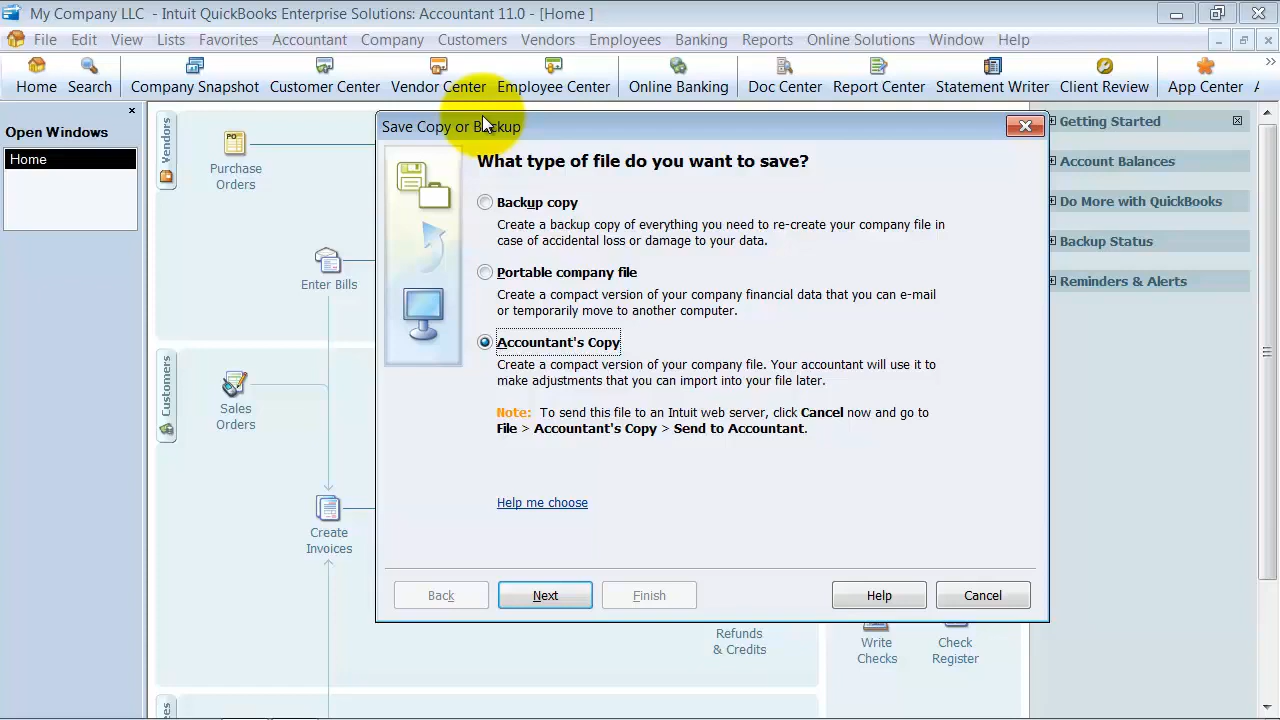 My Company LLC - Intuit QuickBooks Enterprise Solutions: Accountant 11.0 - [Home ]
File Edit View Lists Favorites Accountant Company Customers Vendors Employees Banking Reports Online Solutions Window Help
Home Search Company Snapshot Customer Center Vendor Center Employee Center Online Banking Doc Center Report Center Statement Writer Client Review App Center A
Open Windows
Home
Vendors
PO
Purchase
Orders
Enter Bills
Customers
Sales
Orders
Create
Invoices
Save Copy or Backup
What type of file do you want to save?
Backup copy
Create a backup copy of everything you need to re-create your company file in
case of accidental loss or damage to your data.
Portable company file
Create a compact version of your company financial data that you can e-mail
or temporarily move to another computer.
Accountant's Copy
Create a compact version of your company file. Your accountant will use it to
make adjustments that you can import into your file later.
Note: To send this file to an Intuit web server, click Cancel now and go to
File > Accountant's Copy > Send to Accountant.
Help me choose
Back Next Finish Help Cancel
Refunds
& Credits
Write
Checks
Check
Register
Getting Started
Account Balances
Do More with QuickBooks
Backup Status
Reminders & Alerts